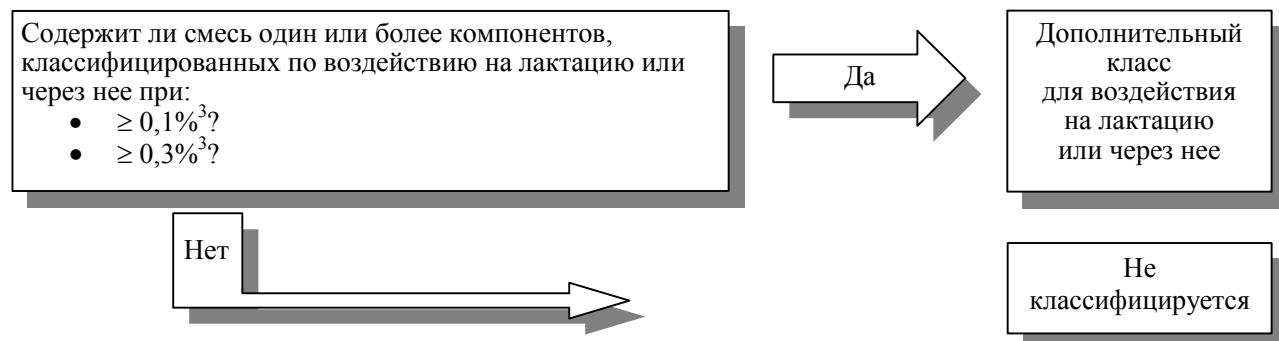 Содержит ли смесь один или более компонентов,
классифицированных по воздействию на лактацию или
через нее при:
• ≥ 0,1%³?
• ≥ 0,3%³?
Да
Дополнительный
класс
для воздействия
на лактацию
или через нее
Нет
Не
классифицируется